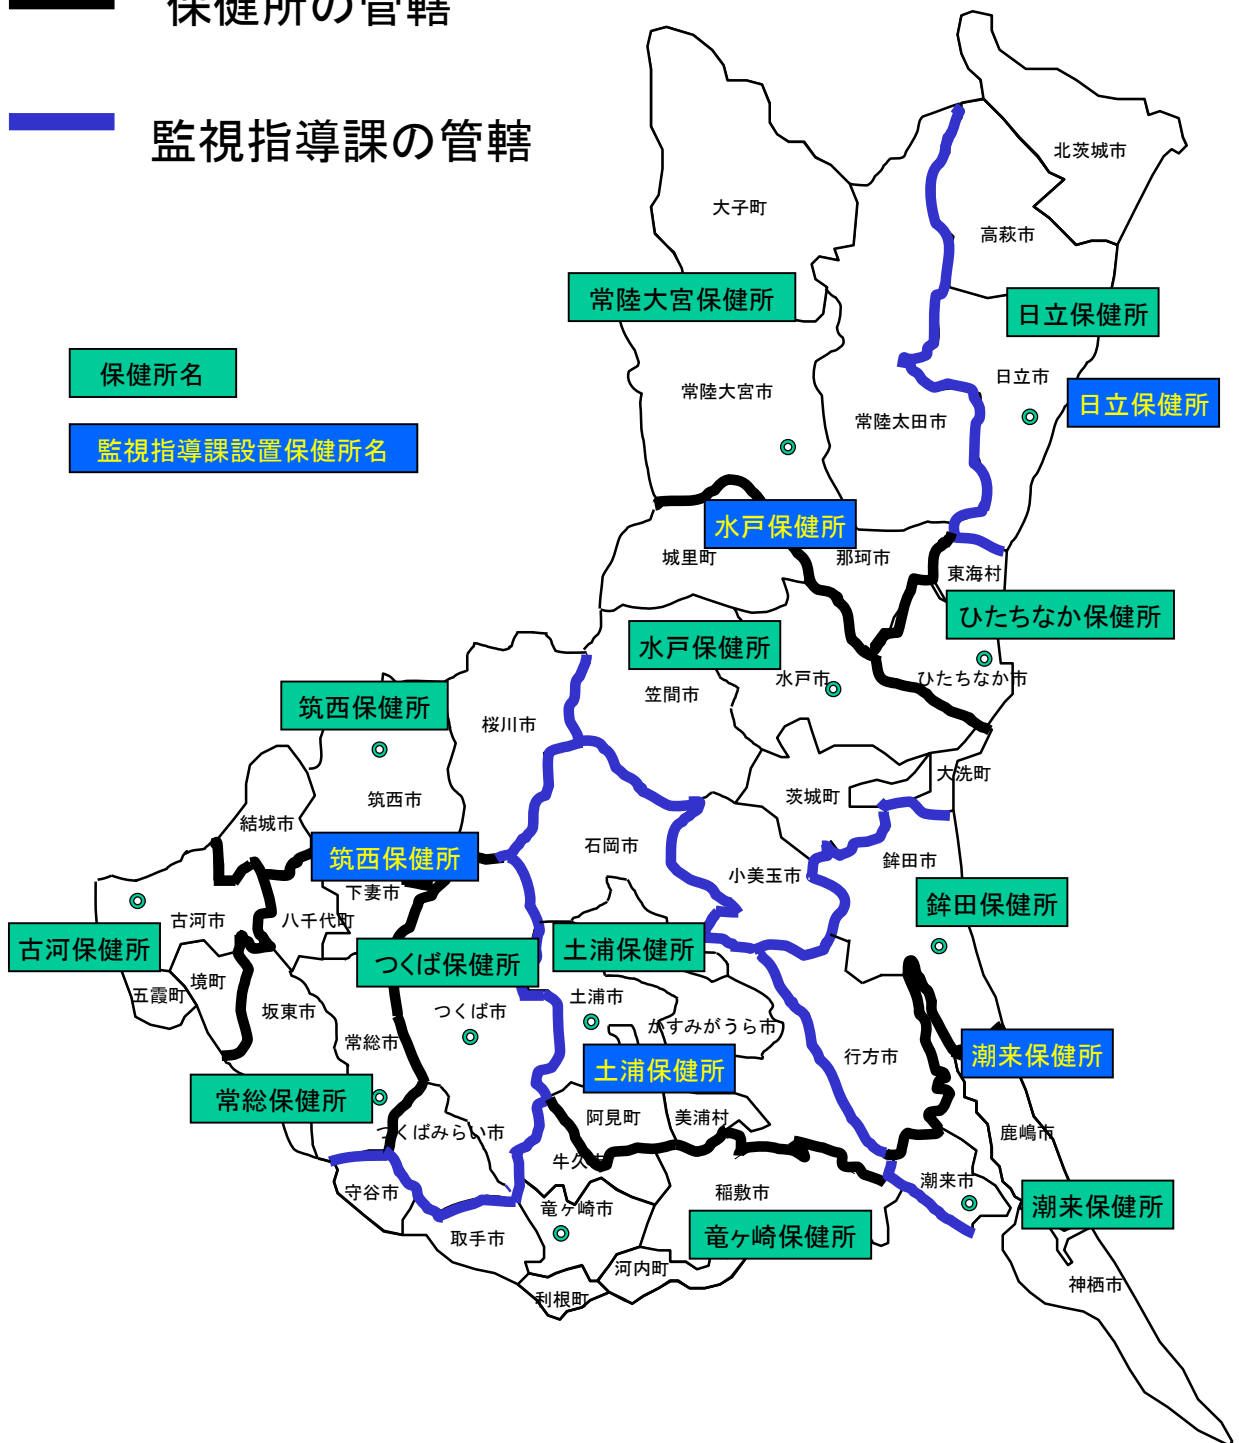 保健所の管轄
監視指導課の管轄
北茨城市
大子町
高萩市
常陸大宮保健所
日立保健所
保健所名
日立市
常陸大宮市
日立保健所
常陸太田市
監視指導課設置保健所名
水戸保健所
城里町
那珂市
東海村
ひたちなか保健所
水戸保健所
水戸市
ひたちなか市
笠間市
筑西保健所
桜川市
大洗町
茨城町
筑西市
結城市
石岡市
筑西保健所
鉾田市
小美玉市
下妻市
鉾田保健所
古河市
八千代町
古河保健所
つくば保健所
土浦保健所
境町
五霞町
土浦市
坂東市
つくば市
かすみがうら市
常総市
行方市
潮来保健所
土浦保健所
常総保健所
阿見町
美浦村
つくばみらい市
鹿嶋市
牛久市
潮来市
守谷市
稲敷市
潮来保健所
竜ヶ崎市
取手市
竜ケ崎保健所
河内町
神栖市
利根町